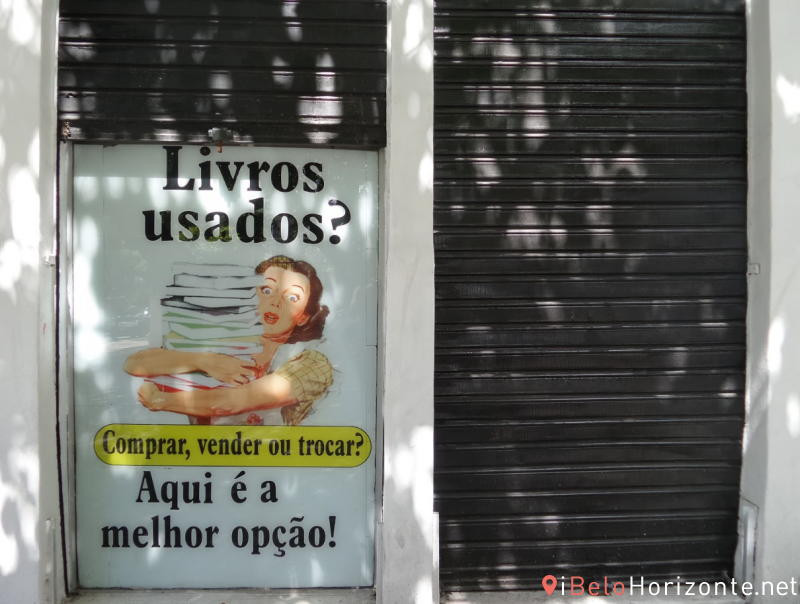 Livros
usados?
Comprar, vender ou trocar?
Aqui é a
melhor opção!
iBeloHorizonte.net